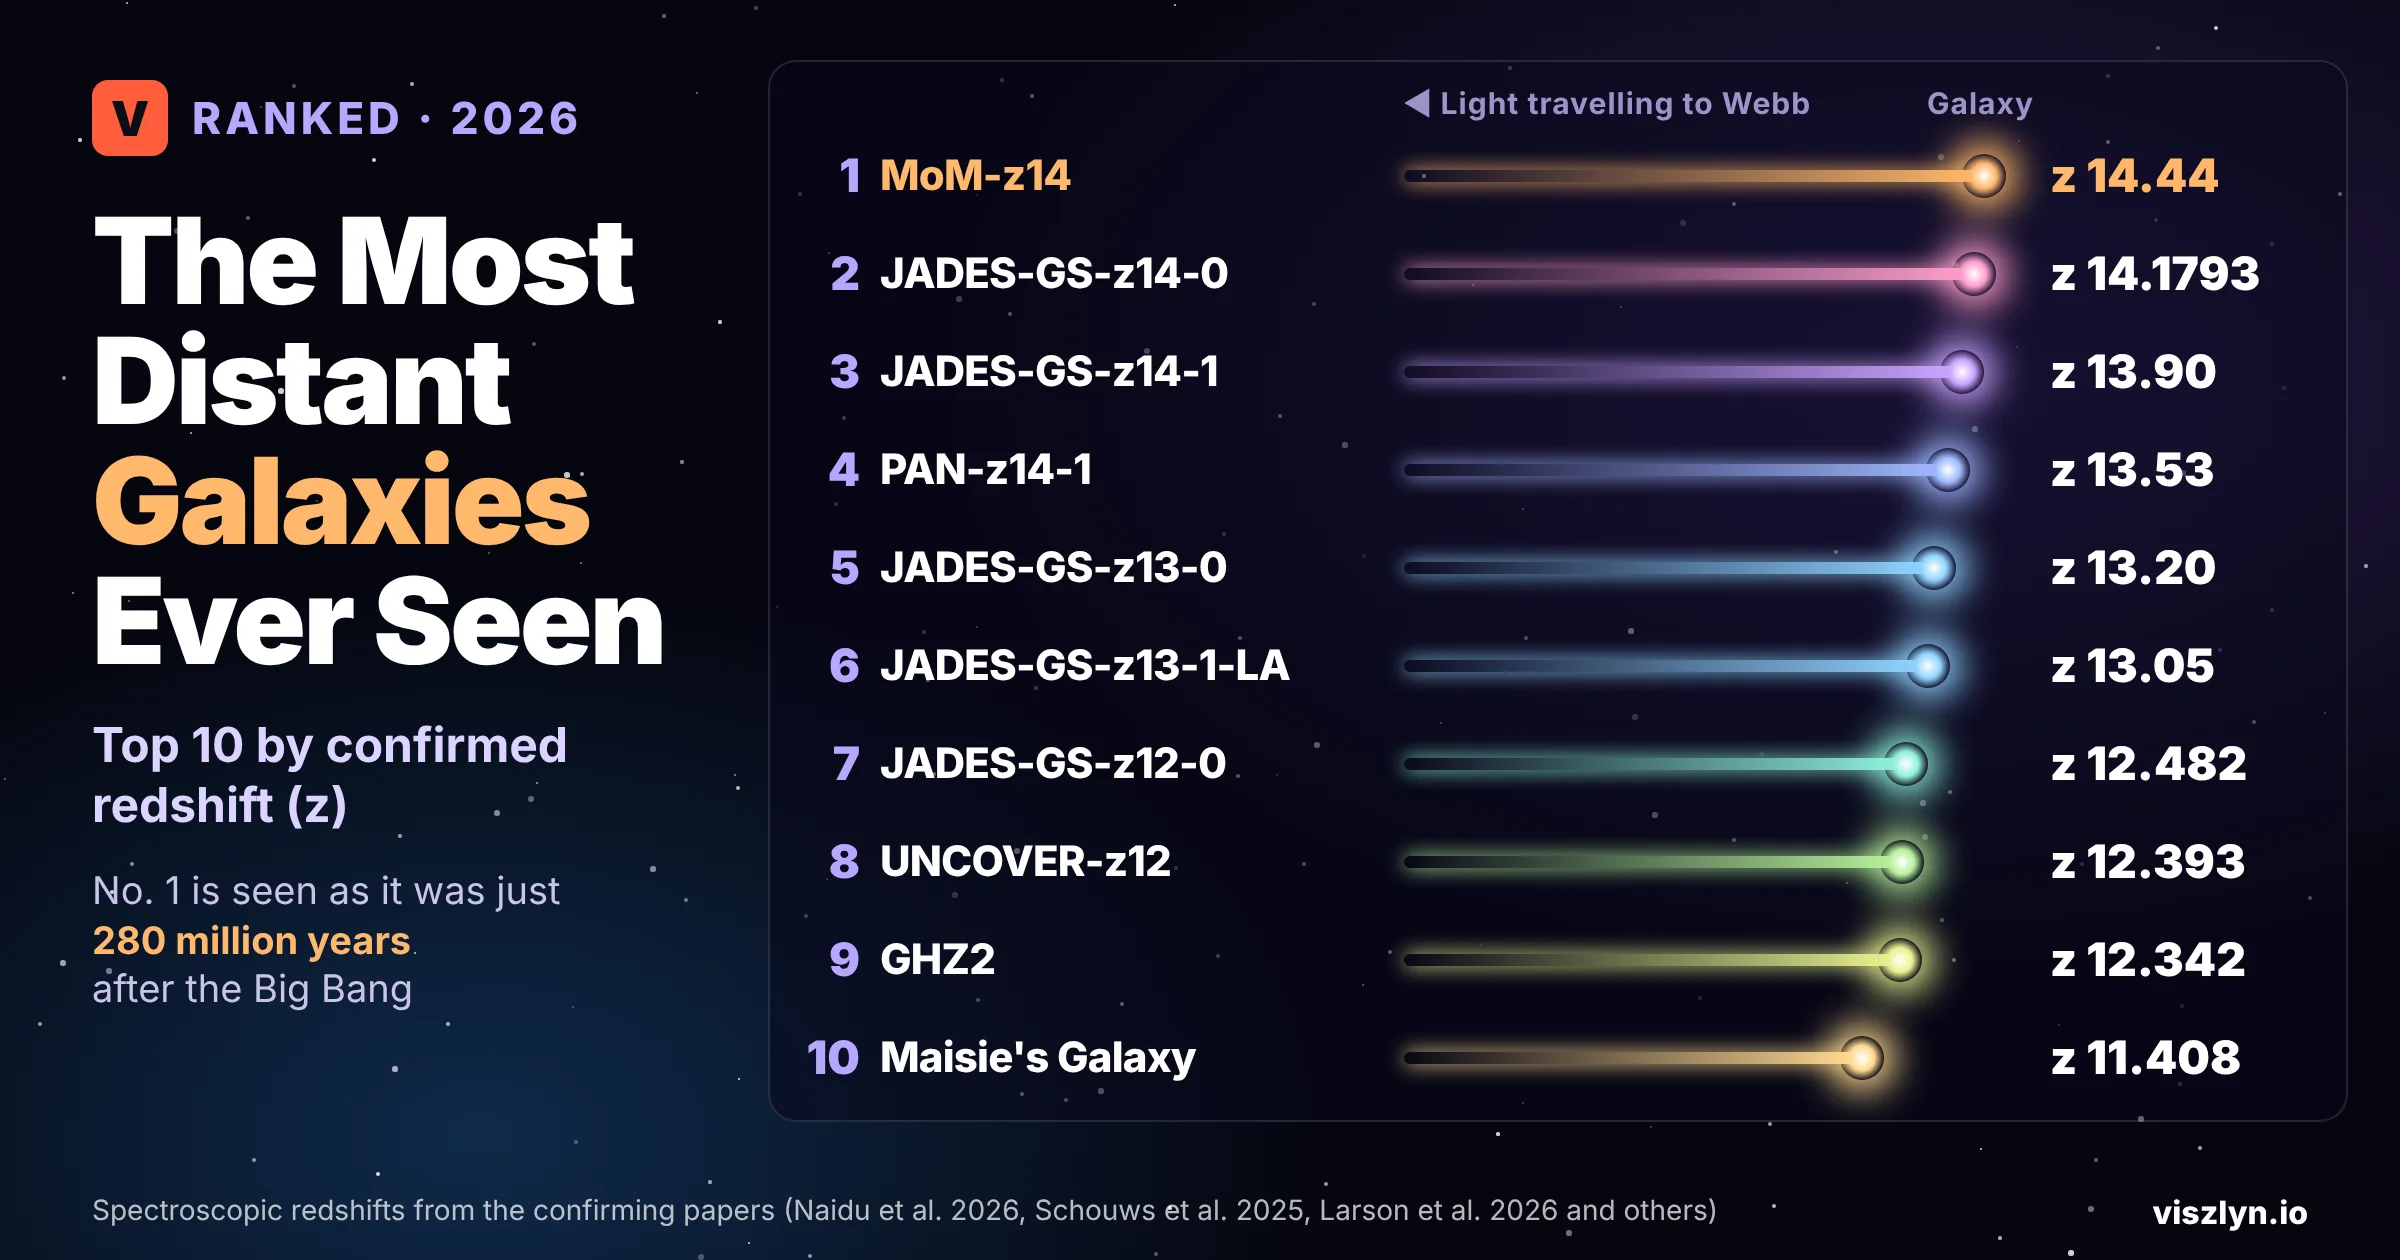 V RANKED · 2026
The Most
Distant
Galaxies
Ever Seen
Top 10 by confirmed
redshift (z)
No. 1 is seen as it was just
280 million years
after the Big Bang
◀ Light travelling to Webb Galaxy
1 MoM-z14 z 14.44
2 JADES-GS-z14-0 z 14.1793
3 JADES-GS-z14-1 z 13.90
4 PAN-z14-1 z 13.53
5 JADES-GS-z13-0 z 13.20
6 JADES-GS-z13-1-LA z 13.05
7 JADES-GS-z12-0 z 12.482
8 UNCOVER-z12 z 12.393
9 GHZ2 z 12.342
10 Maisie's Galaxy z 11.408
Spectroscopic redshifts from the confirming papers (Naidu et al. 2026, Schouws et al. 2025, Larson et al. 2026 and others)
viszlyn.io